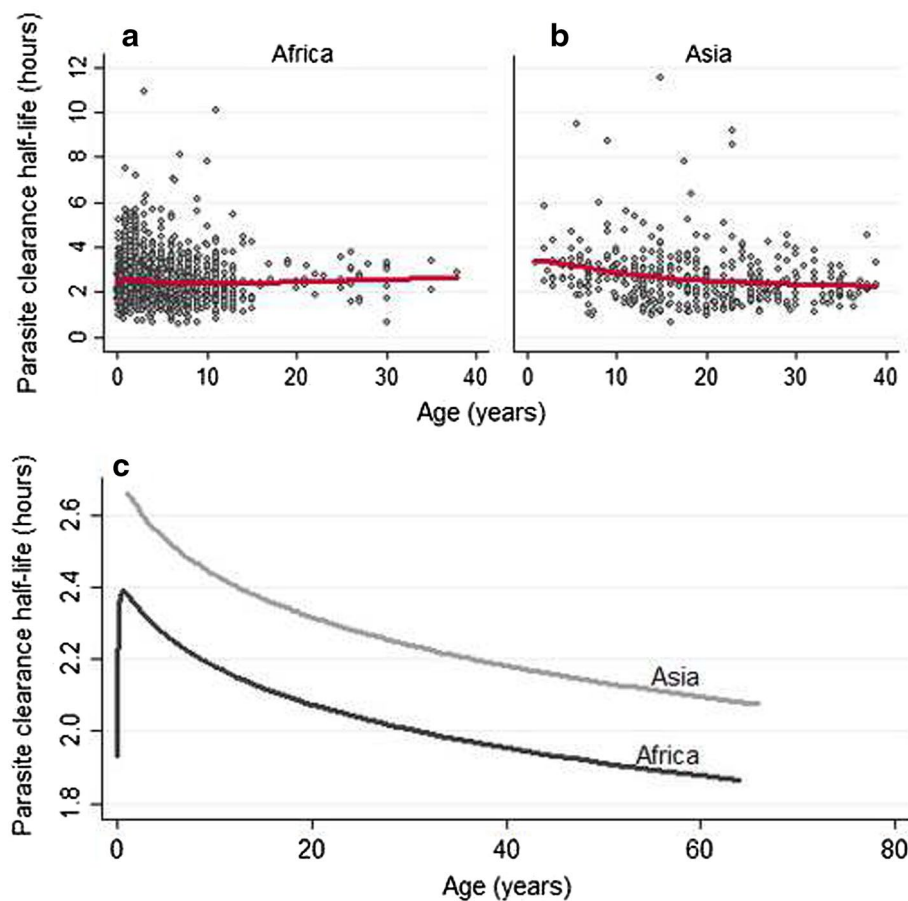 a
b
Africa
Asia
Parasite clearance half-life (hours)
12
10
8
6
4
2
0
0 10 20 30 40
0 10 20 30 40
Age (years)
c
Parasite clearance half-life (hours)
2.6
2.4
2.2
2.0
1.8
Asia
Africa
0 20 40 60 80
Age (years)